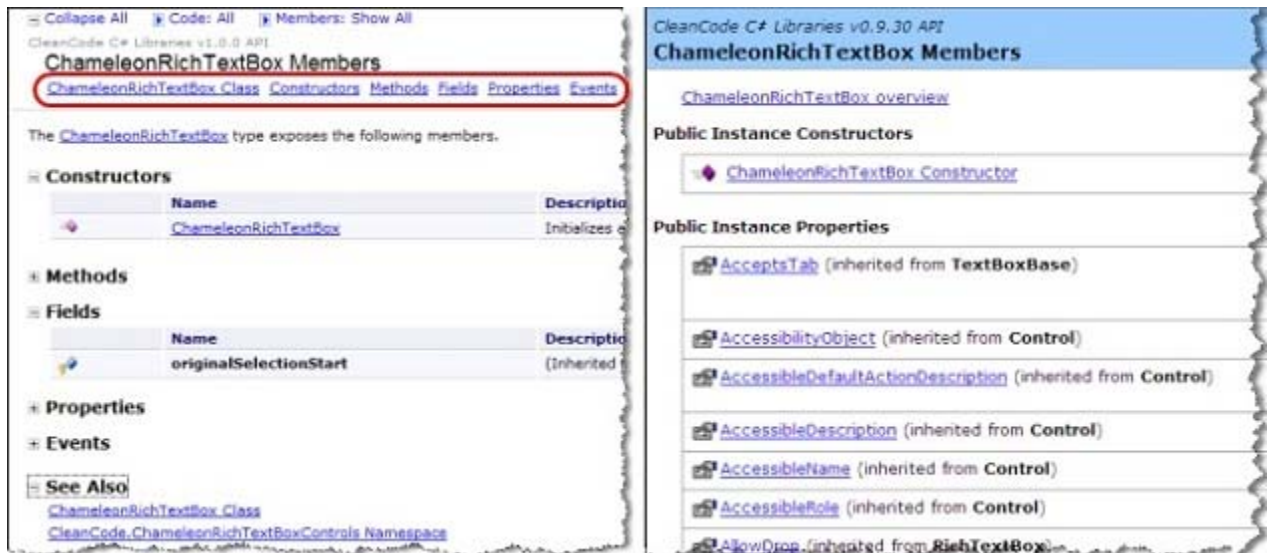 Collapse All Code: All Members: Show All
CleanCode C# Libraries v1.0.0 API
ChameleonRichTextBox Members
ChameleonRichTextBox Class Constructors Methods Fields Properties Events
The ChameleonRichTextBox type exposes the following members.
Constructors
Name Descriptio
ChameleonRichTextBox Initializes
Methods
Fields
Name Descriptio
originalSelectionStart (Inherited
Properties
Events
See Also
ChameleonRichTextBox Class
CleanCode.ChameleonRichTextBoxControls Namespace
CleanCode C# Libraries v0.9.30 API
ChameleonRichTextBox Members
ChameleonRichTextBox overview
Public Instance Constructors
ChameleonRichTextBox Constructor
Public Instance Properties
AcceptsTab (inherited from TextBoxBase)
AccessibilityObject (inherited from Control)
AccessibleDefaultActionDescription (inherited from Control)
AccessibleDescription (inherited from Control)
AccessibleName (inherited from Control)
AccessibleRole (inherited from Control)
AllowDrop (inherited from RichTextBox)